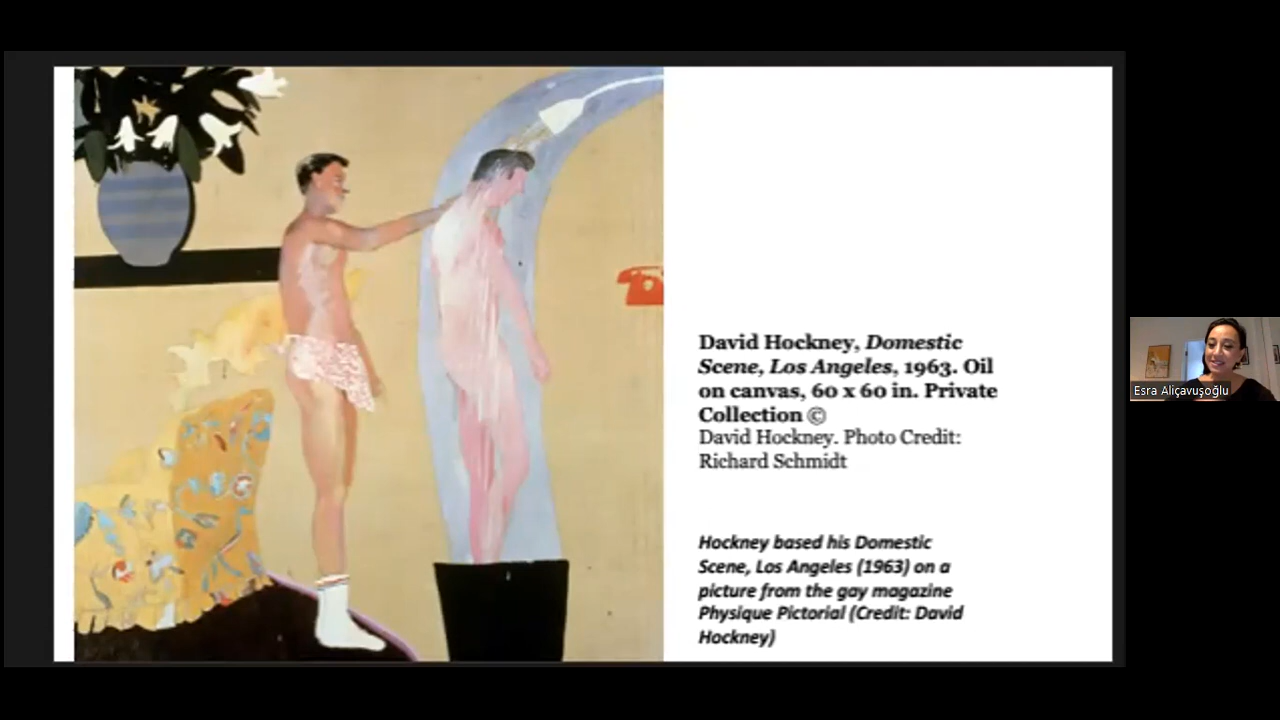 David Hockney, Domestic
Scene, Los Angeles, 1963. Oil
on canvas, 60 x 60 in. Private
Collection ©
David Hockney. Photo Credit:
Richard Schmidt
Hockney based his Domestic
Scene, Los Angeles (1963) on a
picture from the gay magazine
Physique Pictorial (Credit: David
Hockney)
Esra Aliçavuşoğlu